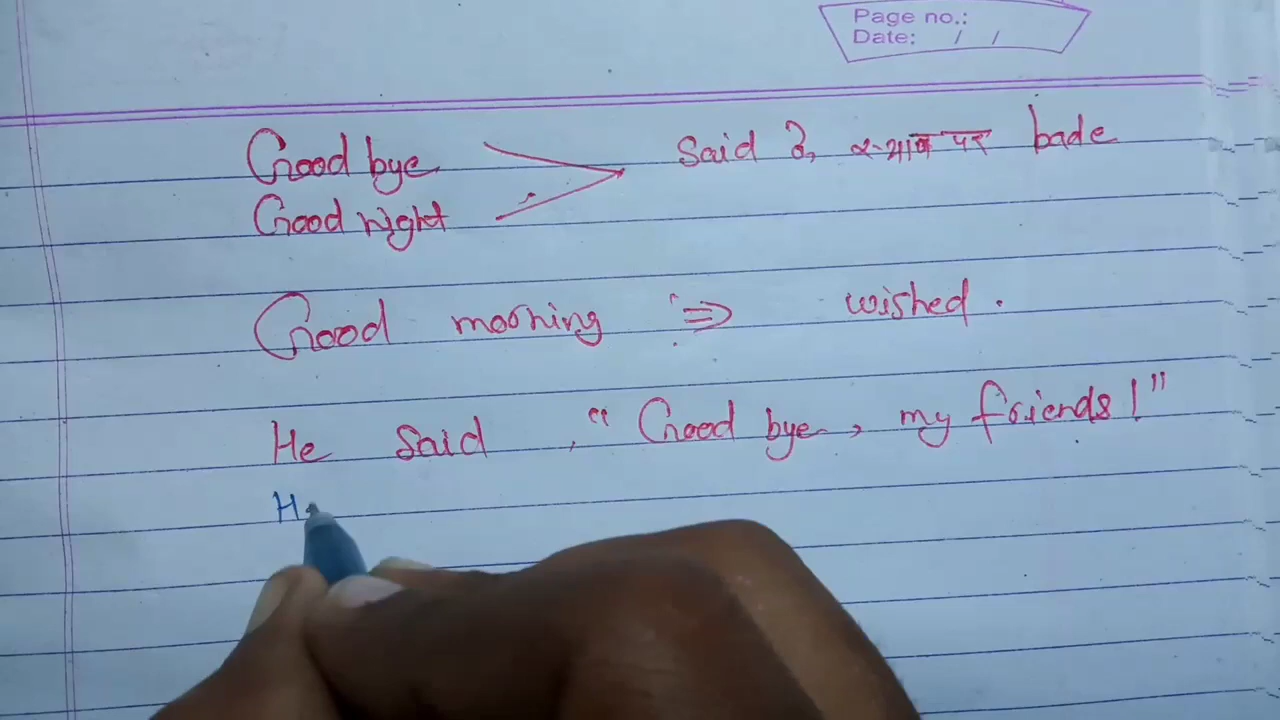 Page no.:
Date: / /
Good bye
Good night
Said के स्थान पर bade
Good morning ⇒ wished.
He said, "Good bye, my friends!"
H